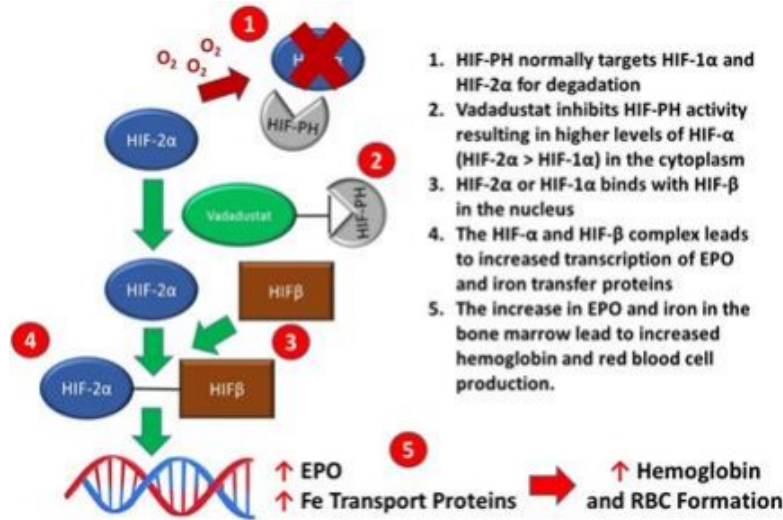 1
O₂
O₂
O₂
HIF-PH
HIF-2α
2
Vadadustat
HIF-PH
HIF-2α
HIFβ
4
3
HIF-2α
HIFβ
5
↑ EPO
↑ Fe Transport Proteins
↑ Hemoglobin
and RBC Formation
1. HIF-PH normally targets HIF-1α and
HIF-2α for degradation
2. Vadadustat inhibits HIF-PH activity
resulting in higher levels of HIF-α
(HIF-2α > HIF-1α) in the cytoplasm
3. HIF-2α or HIF-1α binds with HIF-β
in the nucleus
4. The HIF-α and HIF-β complex leads
to increased transcription of EPO
and iron transfer proteins
5. The increase in EPO and iron in the
bone marrow lead to increased
hemoglobin and red blood cell
production.